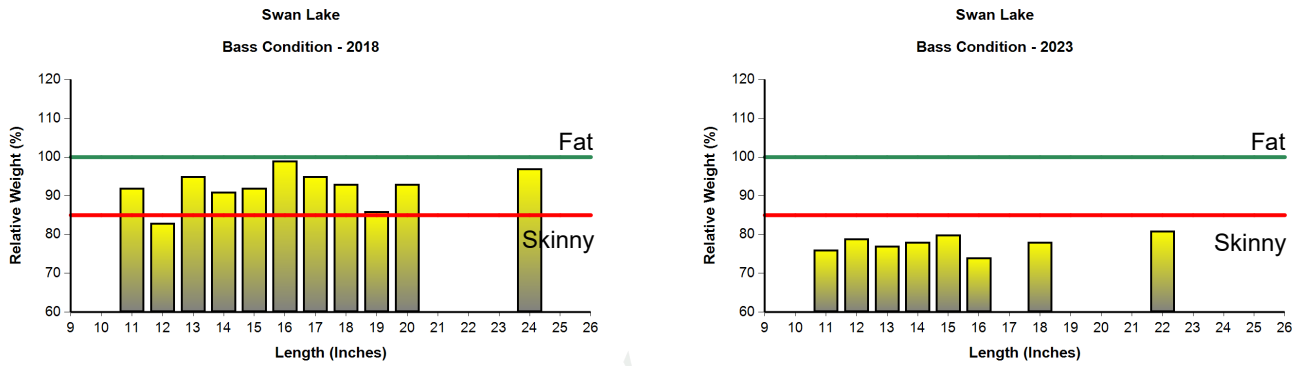 Swan Lake
Bass Condition - 2018
120
110
100
90
80
70
60
Relative Weight (%)
Fat
Skinny
9 10 11 12 13 14 15 16 17 18 19 20 21 22 23 24 25 26
Length (Inches)
Swan Lake
Bass Condition - 2023
120
110
100
90
80
70
60
Relative Weight (%)
Fat
Skinny
9 10 11 12 13 14 15 16 17 18 19 20 21 22 23 24 25 26
Length (Inches)